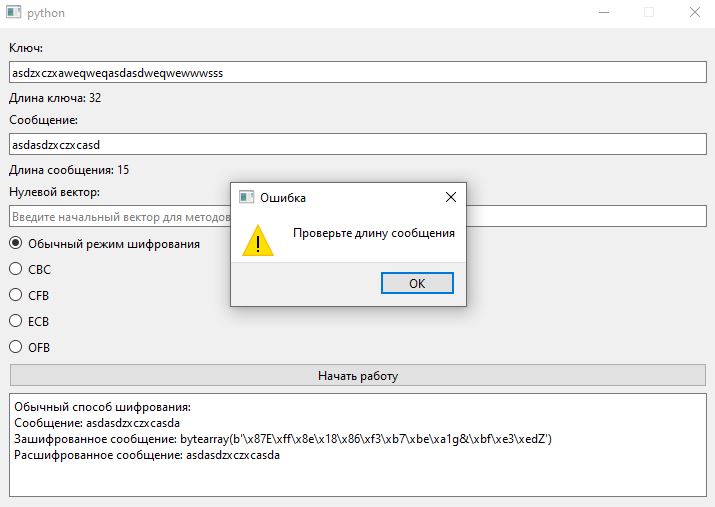 python
Ключ:
asdzxczxaweqweqasdasdweqwewwwsss
Длина ключа: 32
Сообщение:
asdasdzxczxcasd
Длина сообщения: 15
Нулевой вектор:
Введите начальный вектор для методов
Ошибка
Проверьте длину сообщения
OK
Обычный режим шифрования
CBC
CFB
ECB
OFB
Начать работу
Обычный способ шифрования:
Сообщение: asdasdzxczxcasda
Зашифрованное сообщение: bytearray(b'\x87E\xff\x8e\x18\x86\xf3\xb7\xbe\xa1g&\xbf\xe3\xedZ')
Расшифрованное сообщение: asdasdzxczxcasda